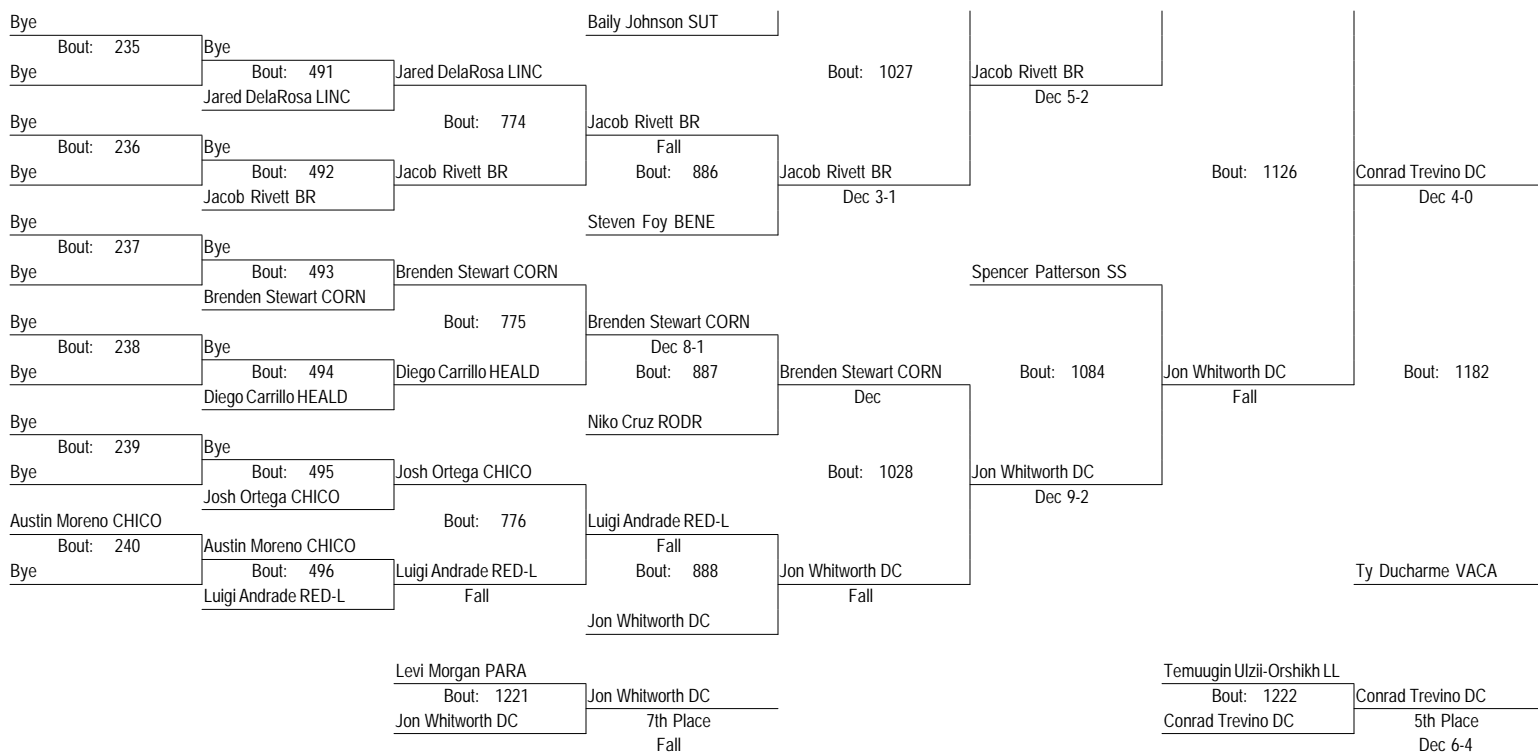 Bye
Baily Johnson SUT
Bout: 235
Bye
Bye
Bout: 491
Jared DelaRosa LINC
Bout: 1027
Jacob Rivett BR
Jared DelaRosa LINC
Dec 5-2
Bye
Bout: 774
Jacob Rivett BR
Bout: 236
Bye
Fall
Bye
Bout: 492
Jacob Rivett BR
Bout: 886
Jacob Rivett BR
Bout: 1126
Conrad Trevino DC
Jacob Rivett BR
Dec 3-1
Dec 4-0
Bye
Steven Foy BENE
Bout: 237
Bye
Bye
Bout: 493
Brenden Stewart CORN
Spencer Patterson SS
Brenden Stewart CORN
Bye
Bout: 775
Brenden Stewart CORN
Bout: 238
Bye
Dec 8-1
Bye
Bout: 494
Diego Carrillo HEALD
Bout: 887
Brenden Stewart CORN
Bout: 1084
Jon Whitworth DC
Bout: 1182
Diego Carrillo HEALD
Dec
Fall
Bye
Niko Cruz RODR
Bout: 239
Bye
Bye
Bout: 495
Josh Ortega CHICO
Bout: 1028
Jon Whitworth DC
Josh Ortega CHICO
Dec 9-2
Austin Moreno CHICO
Bout: 776
Luigi Andrade RED-L
Bout: 240
Austin Moreno CHICO
Fall
Bye
Bout: 496
Luigi Andrade RED-L
Bout: 888
Jon Whitworth DC
Ty Ducharme VACA
Luigi Andrade RED-L
Fall
Fall
Jon Whitworth DC
Levi Morgan PARA
Temuugin Ulzii-Orshikh LL
Bout: 1221
Jon Whitworth DC
Bout: 1222
Conrad Trevino DC
Jon Whitworth DC
7th Place
Conrad Trevino DC
5th Place
Fall
Dec 6-4